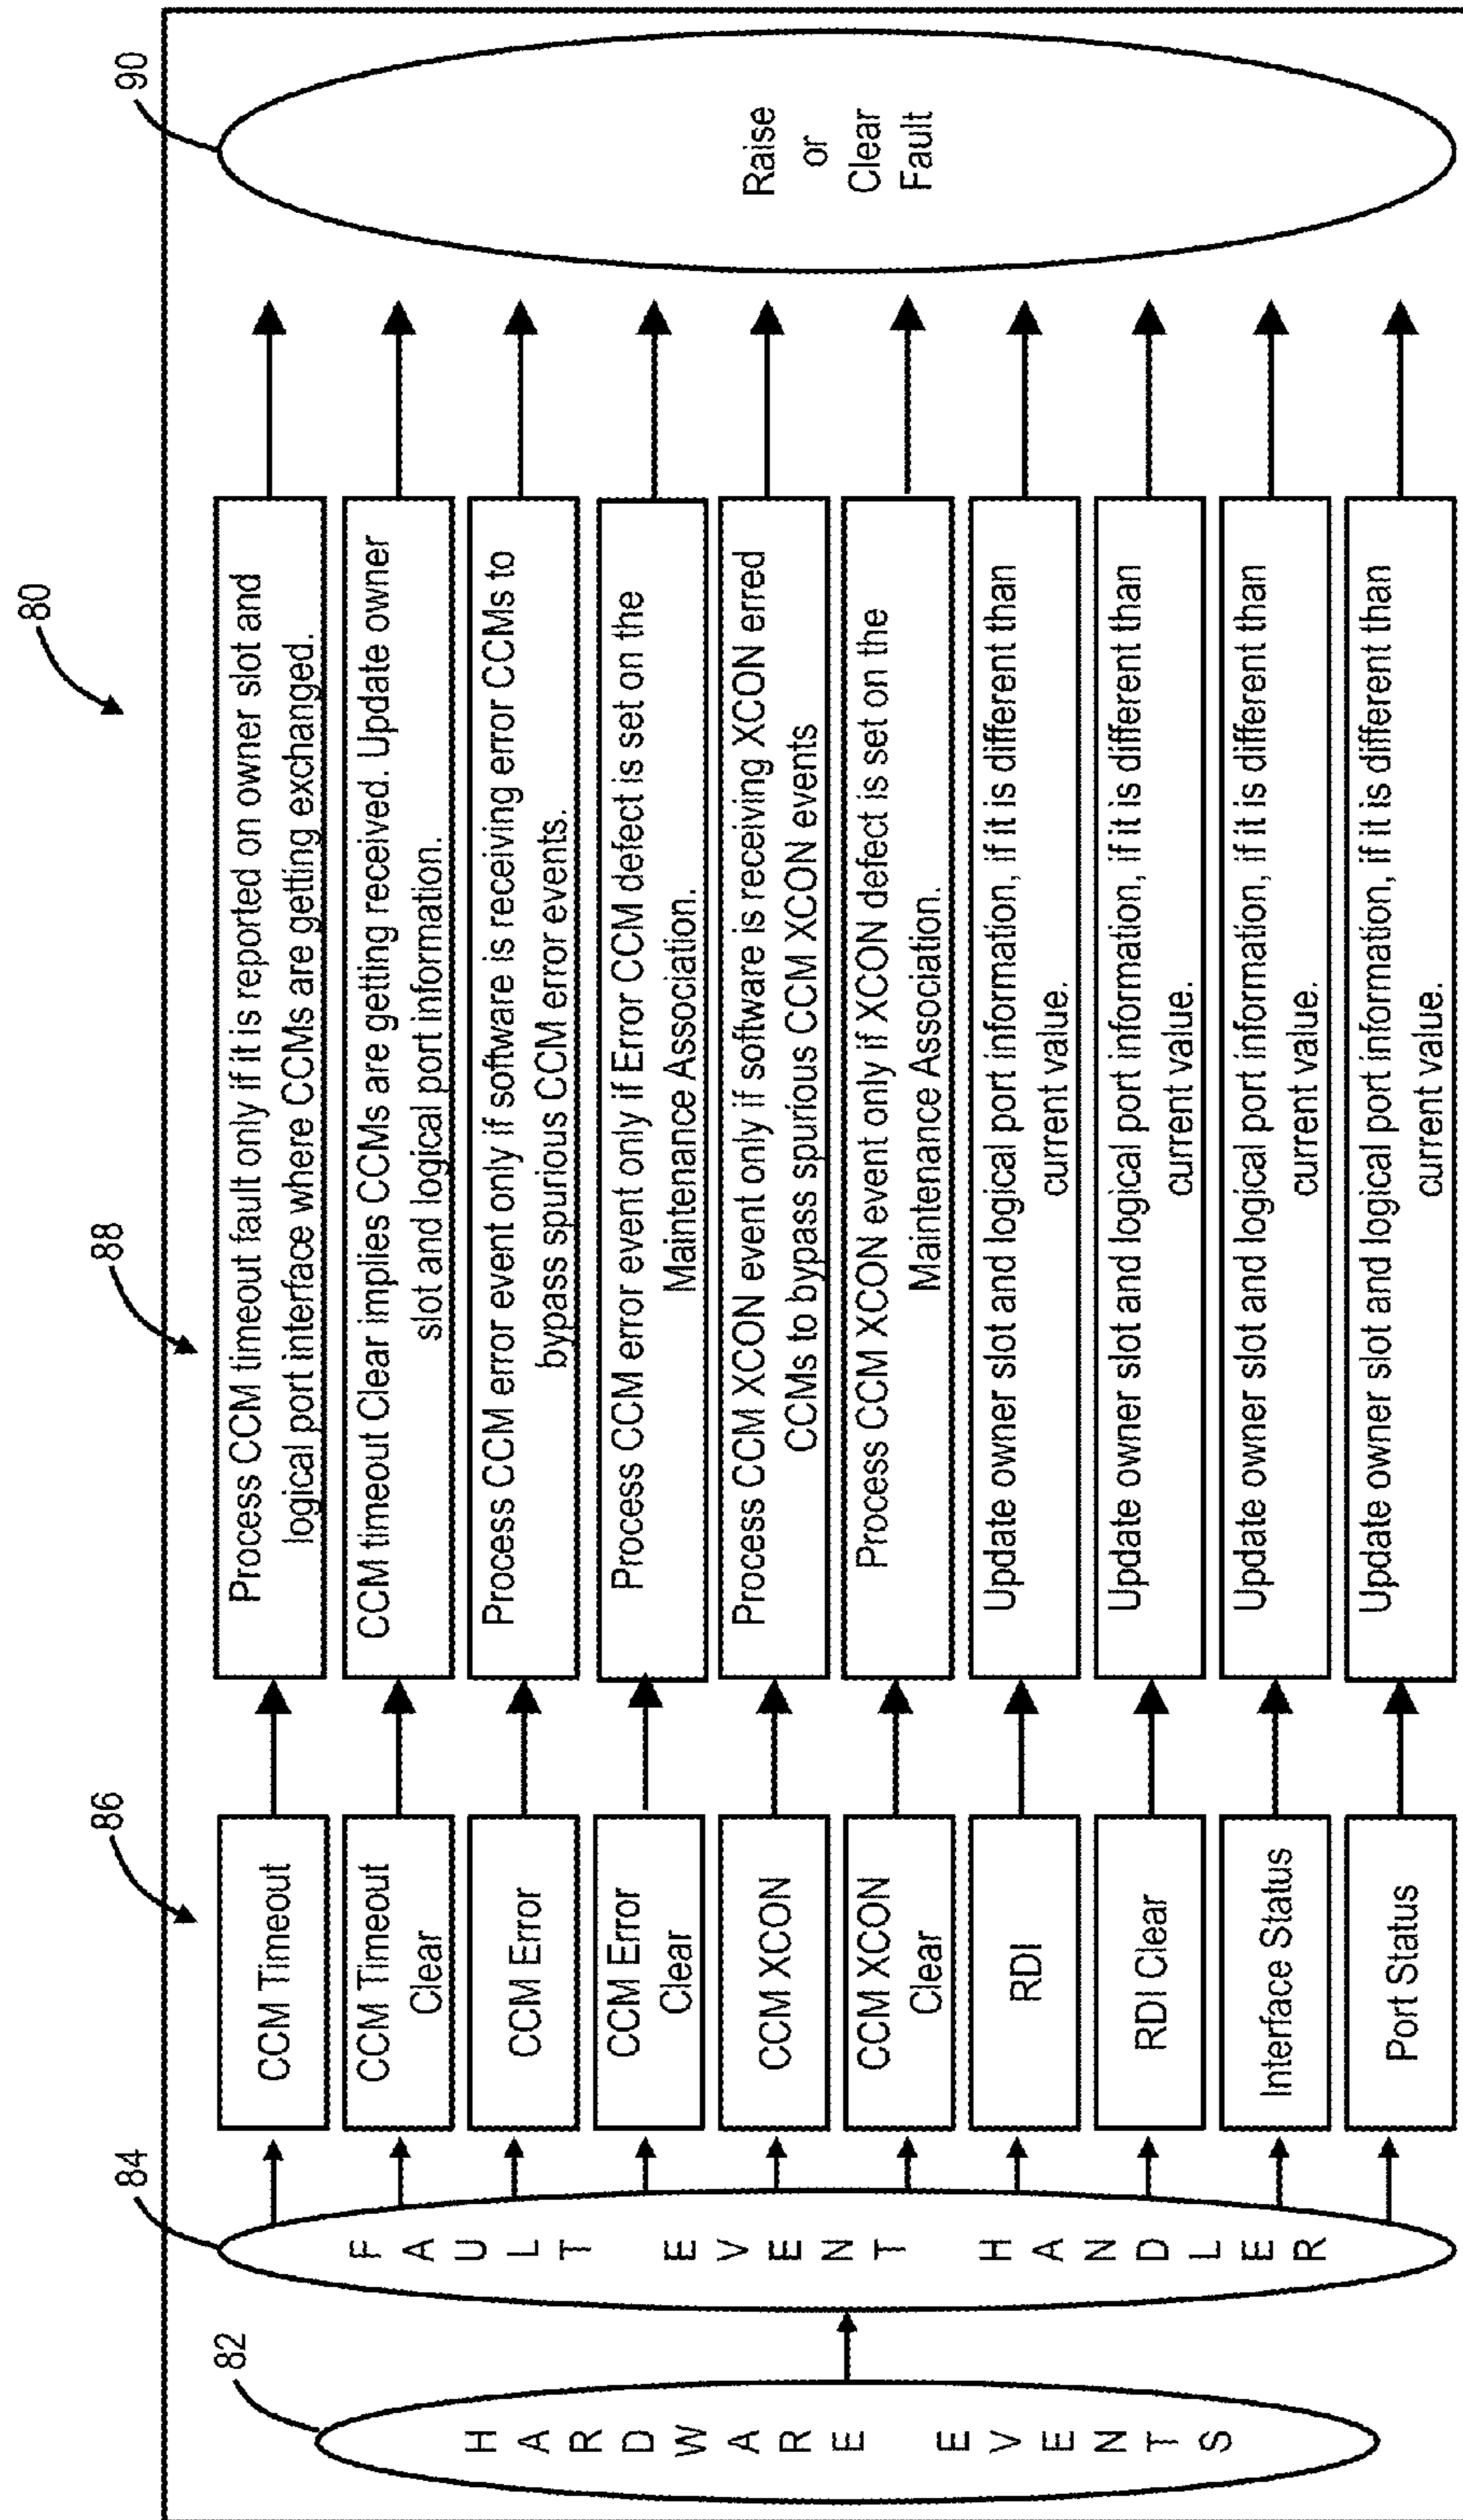 80
82
84
86
88
90
HARDWARE EVENTS
FAULT EVENT HANDLER
CCM Timeout
Process CCM timeout fault only if it is reported on owner slot and
logical port interface where CCMs are getting exchanged.
CCM Timeout
Clear
CCM timeout Clear implies CCMs are getting received. Update owner
slot and logical port information.
CCM Error
Process CCM error event only if software is receiving error CCMs to
bypass spurious CCM error events.
CCM Error
Clear
Process CCM error event only if Error CCM defect is set on the
Maintenance Association.
CCM XCON
Process CCM XCON event only if software is receiving XCON erred
CCMs to bypass spurious CCM XCON events
CCM XCON
Clear
Process CCM XCON event only if XCON defect is set on the
Maintenance Association.
RDI
Update owner slot and logical port information, if it is different than
current value.
RDI Clear
Update owner slot and logical port information, if it is different than
current value.
Interface Status
Update owner slot and logical port information, if it is different than
current value.
Port Status
Update owner slot and logical port information, if it is different than
current value.
Raise
or
Clear
Fault